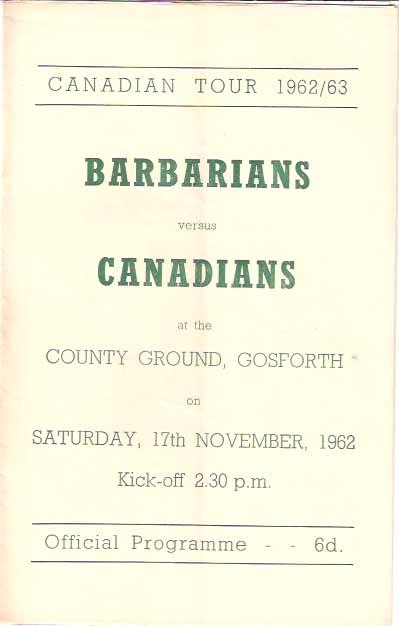 CANADIAN TOUR 1962/63
BARBARIANS
versus
CANADIANS
at the
COUNTY GROUND, GOSFORTH
on
SATURDAY, 17th NOVEMBER, 1962
Kick-off 2.30 p.m.
Official Programme - - 6d.